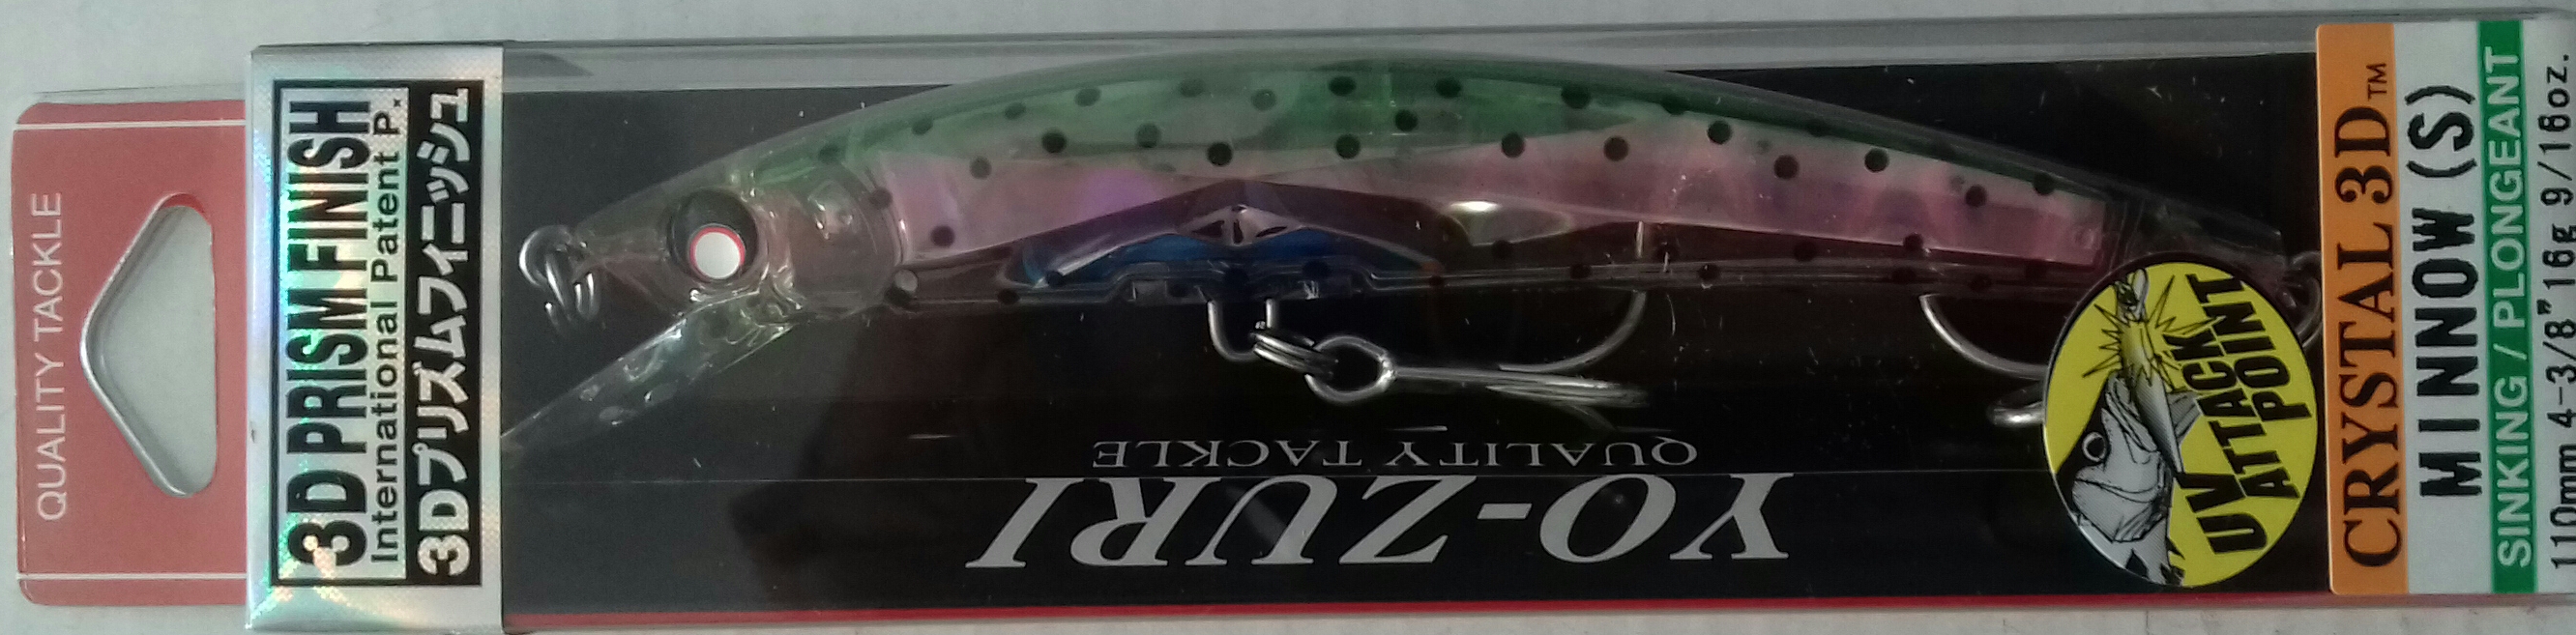 QUALITY TACKLE
3D PRISM FINISH
International Patent P.
3Dプリズムフィニッシュ
YO-ZURI
QUALITY TACKLE
UV
ATTACK
POINT
CRYSTAL 3D™
MINNOW (S)
SINKING / PLONGEANT
110mm 4-3/8" 16g 9/16oz.